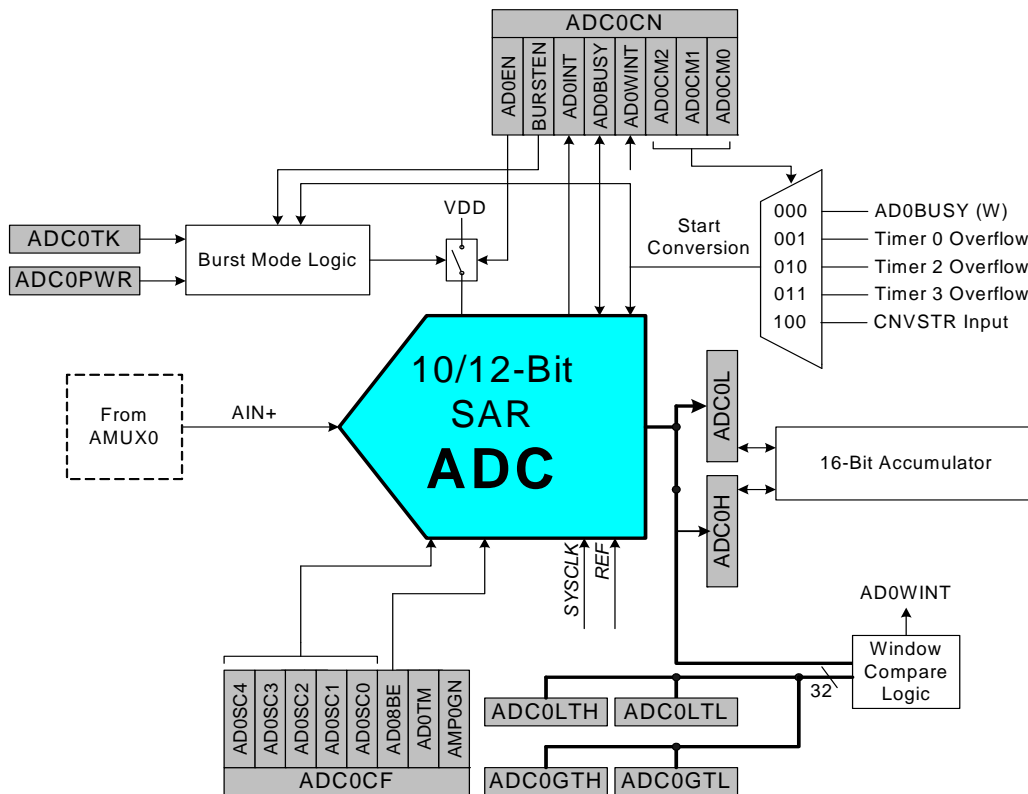 ADC0CN
AD0EN
BURSTEN
AD0INT
AD0BUSY
AD0WINT
AD0CM2
AD0CM1
AD0CM0
VDD
Start
Conversion
000
001
010
011
100
AD0BUSY (W)
Timer 0 Overflow
Timer 2 Overflow
Timer 3 Overflow
CNVSTR Input
ADC0TK
ADC0PWR
Burst Mode Logic
From
AMUX0
AIN+
10/12-Bit
SAR
ADC
ADC0L
ADC0H
16-Bit Accumulator
SYSCLK
REF
AD0WINT
Window
Compare
Logic
32
AD0SC4
AD0SC3
AD0SC2
AD0SC1
AD0SC0
AD08BE
AD0TM
AMP0GN
ADC0CF
ADC0LTH
ADC0LTL
ADC0GTH
ADC0GTL